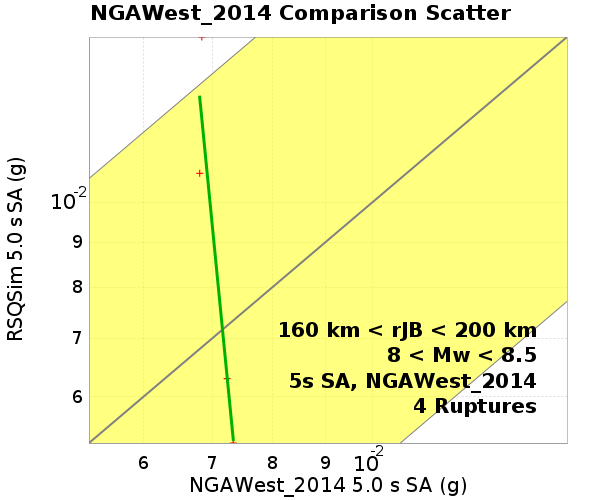 NGAWest_2014 Comparison Scatter
RSQSim 5.0 s SA (g)
10-2
9
8
7
6
160 km < rJB < 200 km
8 < Mw < 8.5
5s SA, NGAWest_2014
4 Ruptures
6 7 8 9 10-2
NGAWest_2014 5.0 s SA (g)